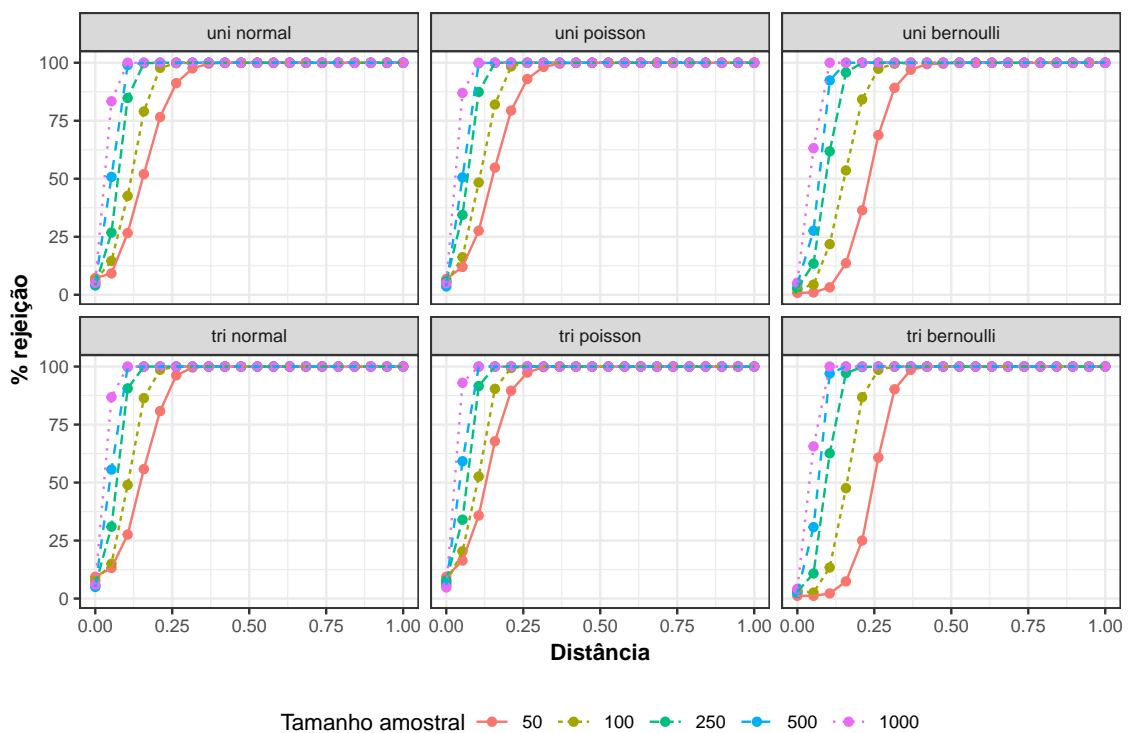 uni normal uni poisson uni bernoulli
100
75
50
25
0
% rejeição
tri normal tri poisson tri bernoulli
100
75
50
25
0
0.00 0.25 0.50 0.75 1.00 0.00 0.25 0.50 0.75 1.00 0.00 0.25 0.50 0.75 1.00
Distância
Tamanho amostral 50 100 250 500 1000